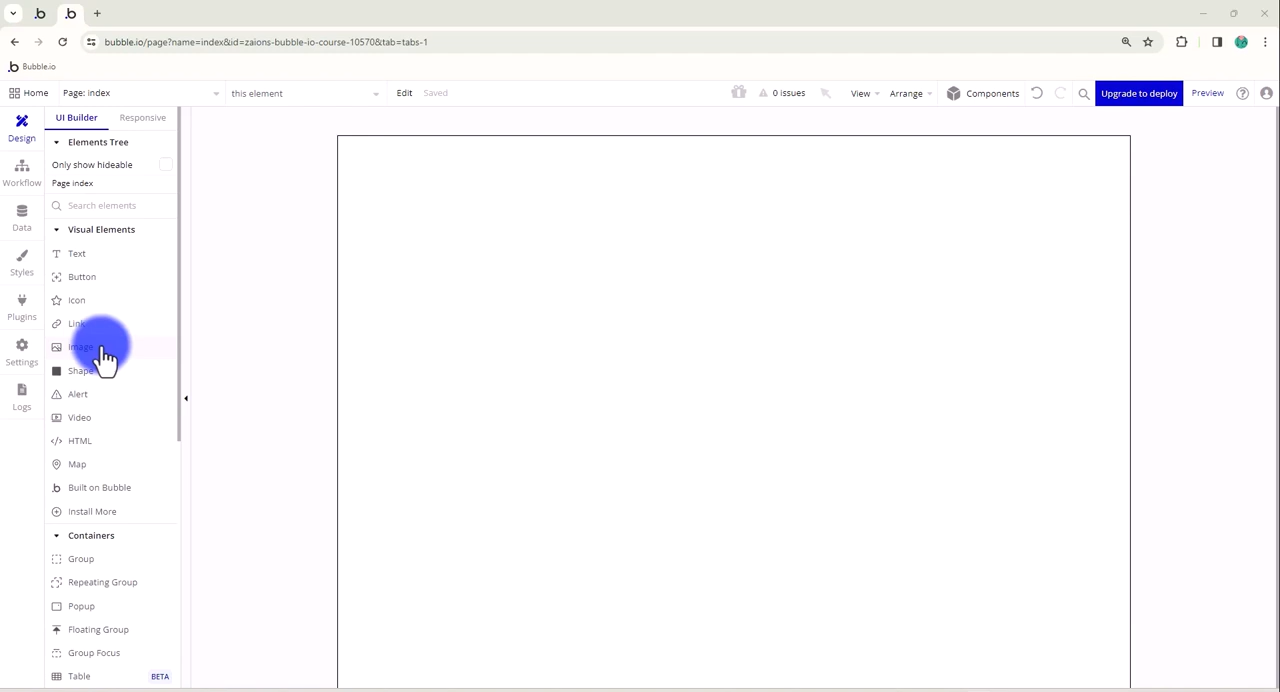 bubble.io/page?name=index&id=zaions-bubble-io-course-10570&tab=tabs-1
Bubble.io
Home Page: index this element Edit Saved 0 issues View Arrange Components Upgrade to deploy Preview
UI Builder Responsive
Design
Elements Tree
Only show hideable
Page index
Workflow
Search elements
Data
Visual Elements
Text
Styles
Button
Icon
Plugins
Link
Image
Settings
Shape
Alert
Logs
Video
HTML
Map
Built on Bubble
Install More
Containers
Group
Repeating Group
Popup
Floating Group
Group Focus
Table BETA